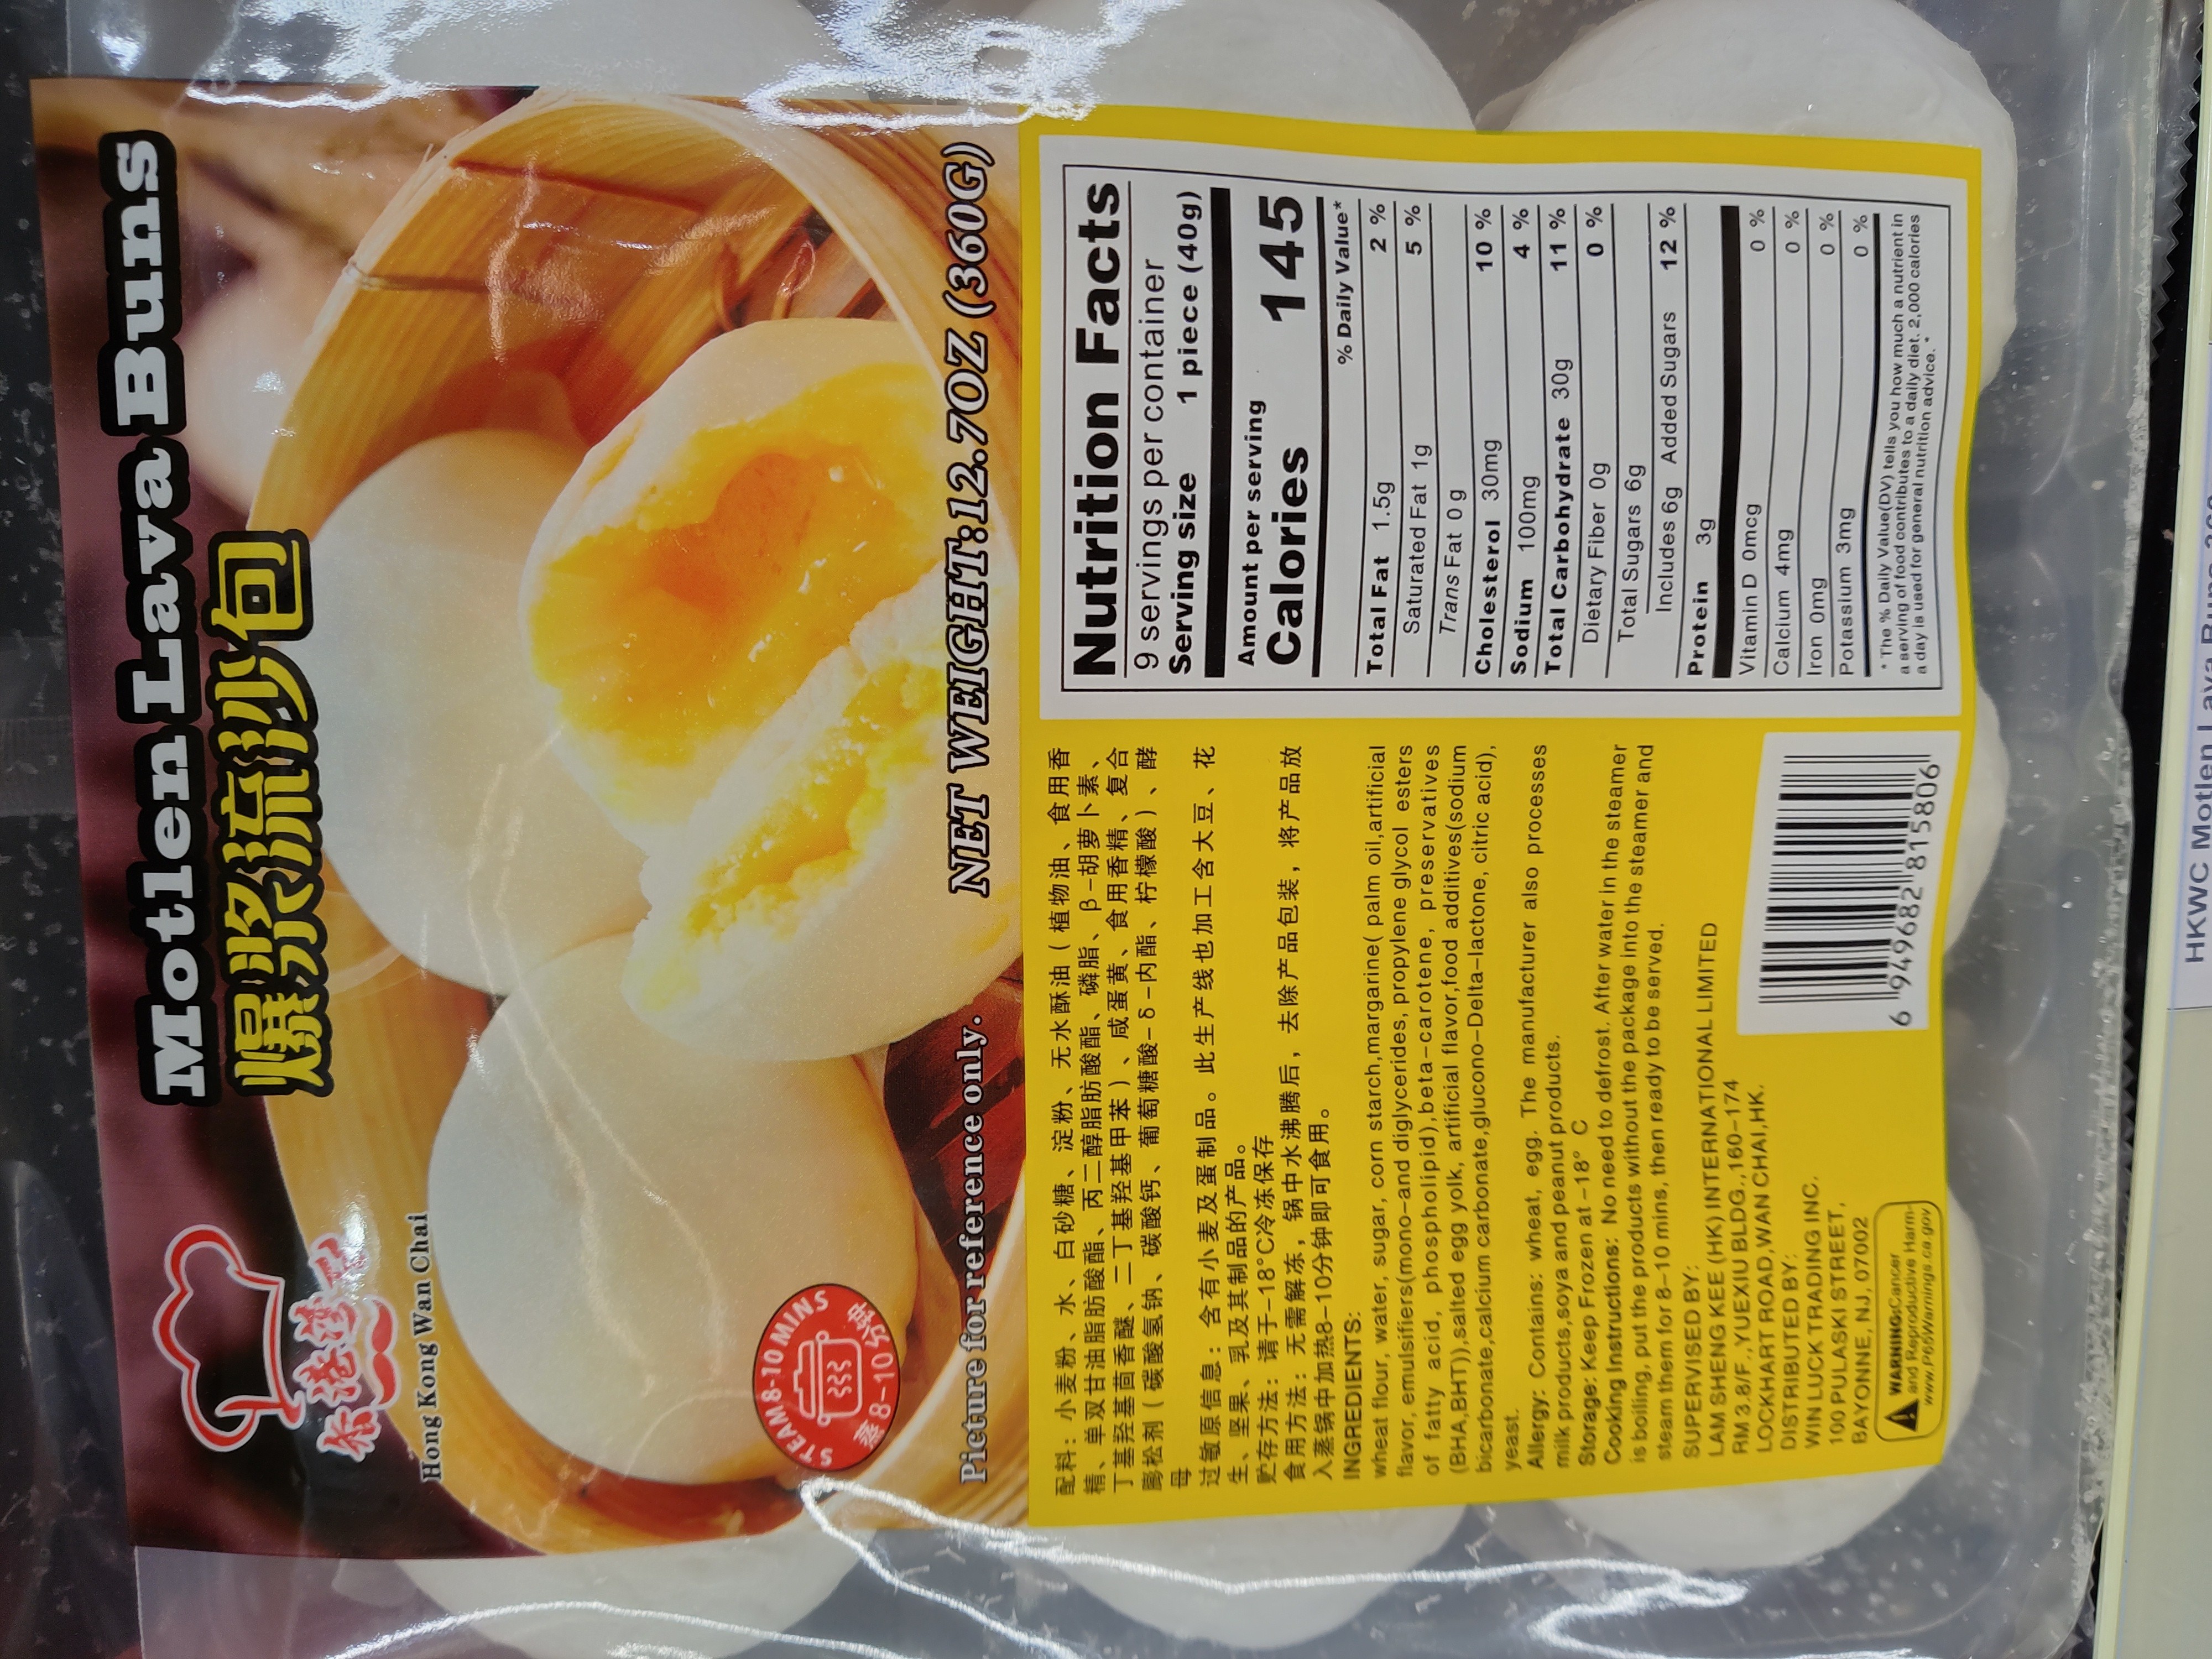 Motlen Lava Buns
爆浆流沙包
香港灣仔
Hong Kong Wan Chai
STEAM 8-10 MINS
蒸 8-10 分钟
Picture for reference only.
NET WEIGHT:12.7OZ (360G)
配料：小麦粉、水、白砂糖、淀粉、无水酥油（植物油、食用香
精、单双甘油脂肪酸酯、丙二醇脂肪酸酯、磷脂、β-胡萝卜素、
丁基羟基茴香醚、二丁基羟基甲苯）、咸蛋黄、食用香精、复合
膨松剂（碳酸氢钠、碳酸钙、葡萄糖酸-δ-内酯、柠檬酸）、酵
母
过敏原信息：含有小麦及蛋制品。此生产线也加工含大豆、花
生、坚果、乳及其制品的产品。
贮存方法：请于-18°C冷冻保存
食用方法：无需解冻，锅中水沸腾后，去除产品包装，将产品放
入蒸锅中加热8-10分钟即可食用。
INGREDIENTS:
wheat flour, water, sugar, corn starch,margarine( palm oil,artificial
flavor, emulsifiers(mono-and diglycerides, propylene glycol esters
of fatty acid, phospholipid),beta-carotene, preservatives
(BHA,BHT)),salted egg yolk, artificial flavor,food additives(sodium
bicarbonate,calcium carbonate,glucono-Delta-lactone, citric acid),
yeast.
Allergy: Contains: wheat, egg. The manufacturer also processes
milk products,soya and peanut products.
Storage: Keep Frozen at -18° C
Cooking Instructions: No need to defrost. After water in the steamer
is boiling, put the products without the package into the steamer and
steam them for 8-10 mins, then ready to be served.
SUPERVISED BY:
LAM SHENG KEE (HK) INTERNATIONAL LIMITED
RM 3.8/F., YUEXIU BLDG.,160-174
LOCKHART ROAD,WAN CHAI,HK.
DISTRIBUTED BY:
WIN LUCK TRADING INC.
100 PULASKI STREET,
BAYONNE, NJ, 07002
WARNING:Cancer
and Reproductive Harm-
www.P65Warnings.ca.gov
6 949682 815806
Nutrition Facts
9 servings per container
Serving size 1 piece (40g)
Amount per serving
Calories 145
% Daily Value*
Total Fat 1.5g 2 %
Saturated Fat 1g 5 %
Trans Fat 0 g
Cholesterol 30mg 10 %
Sodium 100mg 4 %
Total Carbohydrate 30g 11 %
Dietary Fiber 0g 0 %
Total Sugars 6g
Includes 6g Added Sugars 12 %
Protein 3g
Vitamin D 0mcg 0 %
Calcium 4mg 0 %
Iron 0mg 0 %
Potassium 3mg 0 %
* The % Daily Value(DV) tells you how much a nutrient in
a serving of food contributes to a daily diet. 2,000 calories
a day is used for general nutrition advice. *
HKWC Motlen Lava Buns